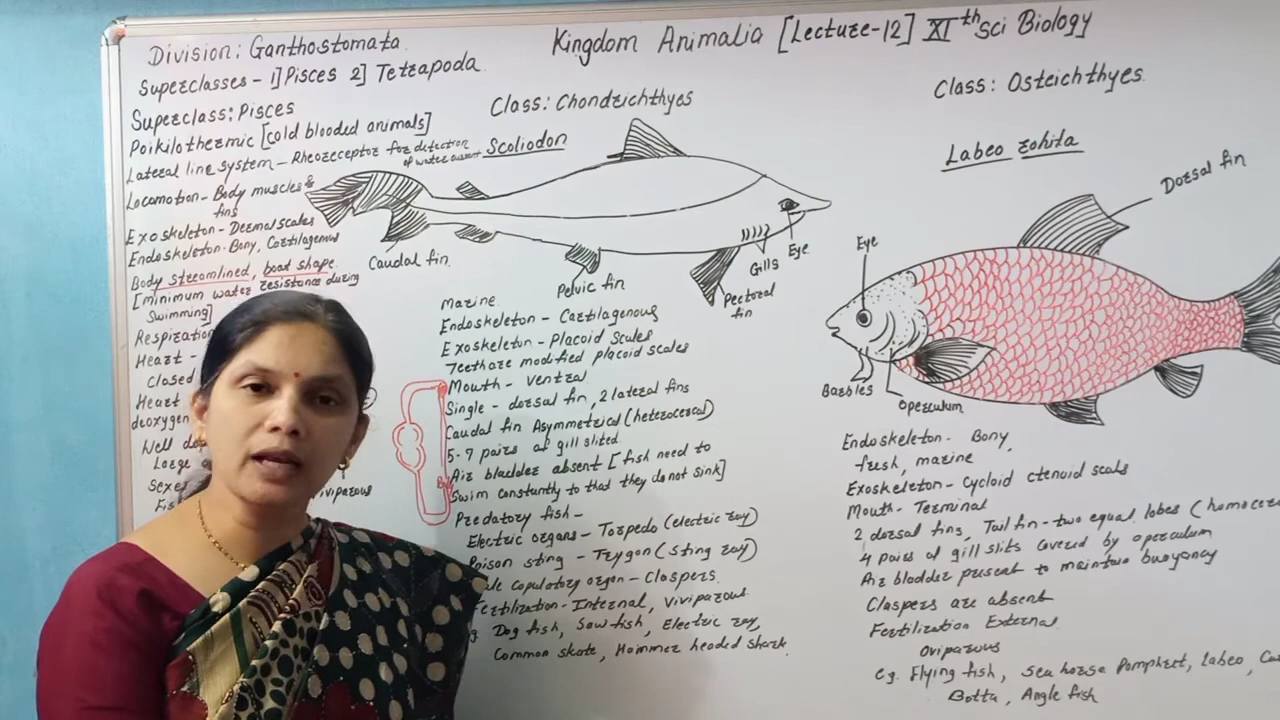 Kingdom Animalia [Lecture-12] XIth Sci Biology
Division: Ganthostomata
Superclasses - 1] Pisces 2] Tetrapoda
Superclass: Pisces
Poikilothermic [cold blooded animals]
Lateral line system - Rheoreceptor for detection
of water current
Locomotion - Body muscles &
fins
Exoskeleton - Dermal scales
Endoskeleton - Bony, Cartilagenous
Body streamlined, boat shape
[minimum water resistance during
Swimming]
Respiration
Heart -
Closed
Heart
deoxygen
Well
Large
Sexes
viviparous
Class: Chondrichthyes
Scoliodon
Caudal fin
Pelvic fin
Pectoral
fin
Gills
Eye
Marine
Endoskeleton - Cartilagenous
Exoskeleton - Placoid Scales
Teeth are modified placoid scales
Mouth - ventral
Single - dorsal fin, 2 lateral fins
Caudal fin Asymmetrical (heterocercal)
5-7 pairs of gill slited
Air bladder absent [fish need to
Swim constantly to that they do not sink]
Predatory fish -
Electric organs - Torpedo (electric ray)
Poison sting - Trygon (sting ray)
ale copulatory organ - Claspers
Fertilization - Internal, viviparous
g Dog fish, Saw fish, Electric ray,
Common skate, Hammer headed shark
Class: Osteichthyes
Labeo rohita
Dorsal fin
Eye
Barbles
Operculum
Endoskeleton - Bony,
fresh, marine
Exoskeleton - Cycloid ctenoid scals
Mouth - Terminal
2 dorsal fins, Tail fin - two equal lobes (homocer
4 pairs of gill slits covered by operculum
Air bladder present to maintain buoyancy
Claspers are absent
Fertilization External
Oviparous
eg. Flying fish, Sea horse Pomphret, Labeo, Ca
Betta, Angle fish